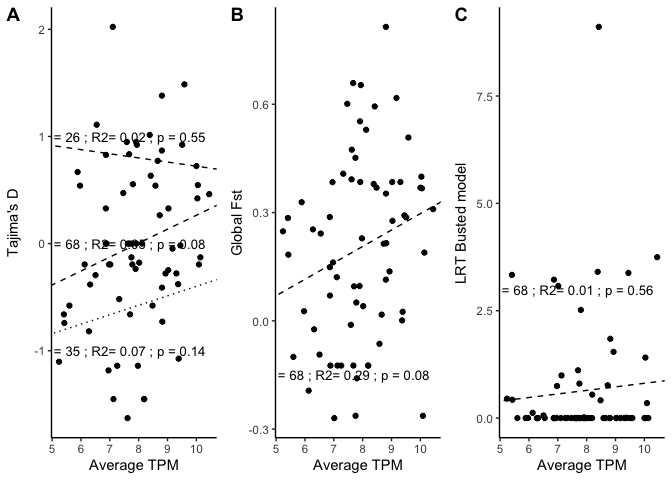 A
Tajima's D
2
1
0
-1
= 26 ; R2= 0.02 ; p = 0.55
= 68 ; R2= 0.05 ; p = 0.08
= 35 ; R2= 0.07 ; p = 0.14
5 6 7 8 9 10
Average TPM
B
Global Fst
0.6
0.3
0.0
-0.3
= 68 ; R2= 0.29 ; p = 0.08
5 6 7 8 9 10
Average TPM
C
LRT Busted model
7.5
5.0
2.5
0.0
= 68 ; R2= 0.01 ; p = 0.56
5 6 7 8 9 10
Average TPM